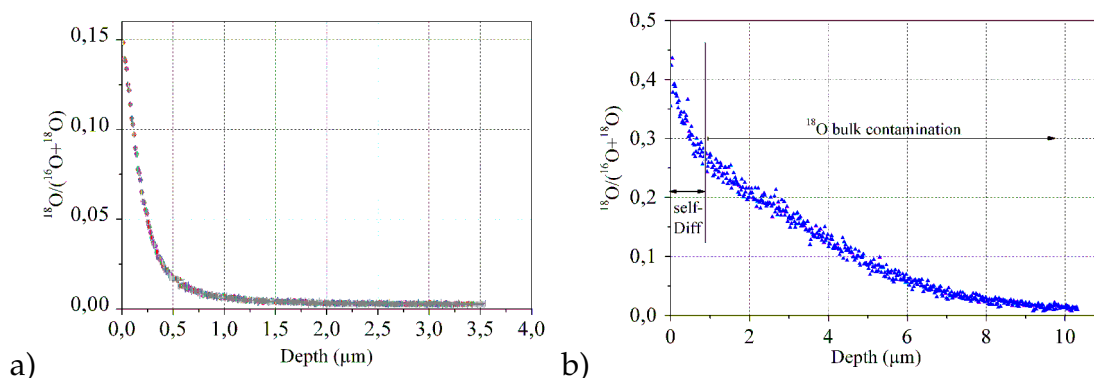 0,15
0,10
0,05
0,00
¹⁸O/(¹⁶O+¹⁸O)
0,0 0,5 1,0 1,5 2,0 2,5 3,0 3,5 4,0
Depth (µm)
a)
0,5
0,4
0,3
0,2
0,1
0,0
¹⁸O/(¹⁶O+¹⁸O)
¹⁸O bulk contamination
self-
Diff
0 2 4 6 8 10
Depth (µm)
b)